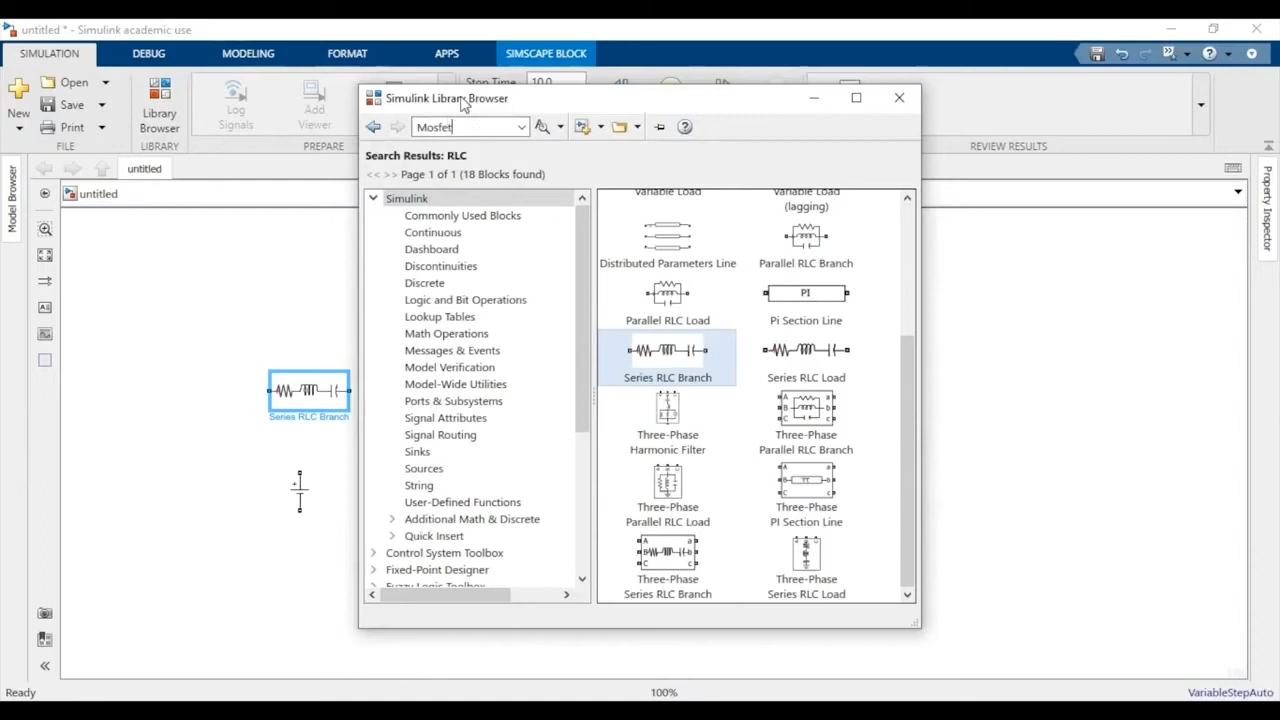 untitled * - Simulink academic use
SIMULATION
DEBUG
MODELING
FORMAT
APPS
SIMSCAPE BLOCK
New
Open
Save
Print
FILE
Library
Browser
LIBRARY
Log
Signals
Add
Viewer
PREPARE
Stop Time
10.0
REVIEW RESULTS
Model Browser
untitled
untitled
Property Inspector
Simulink Library Browser
Mosfet
Search Results: RLC
<< >> Page 1 of 1 (18 Blocks found)
Simulink
Commonly Used Blocks
Continuous
Dashboard
Discontinuities
Discrete
Logic and Bit Operations
Lookup Tables
Math Operations
Messages & Events
Model Verification
Model-Wide Utilities
Ports & Subsystems
Signal Attributes
Signal Routing
Sinks
Sources
String
User-Defined Functions
Additional Math & Discrete
Quick Insert
Control System Toolbox
Fixed-Point Designer
Fuzzy Logic Toolbox
Variable Load
Variable Load
(lagging)
Distributed Parameters Line
Parallel RLC Branch
Parallel RLC Load
PI
Pi Section Line
Series RLC Branch
Series RLC Load
Three-Phase
Harmonic Filter
A a
B b
C c
Three-Phase
Parallel RLC Branch
Three-Phase
Parallel RLC Load
Three-Phase
PI Section Line
A a
B b
C c
Three-Phase
Series RLC Branch
Three-Phase
Series RLC Load
Series RLC Branch
Ready
100%
VariableStepAuto